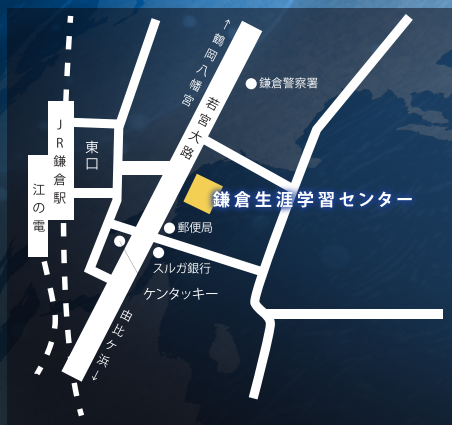 ←鶴岡八幡宮
若宮大路
鎌倉警察署
JR鎌倉駅
東口
江の電
鎌倉生涯学習センター
郵便局
スルガ銀行
ケンタッキー
由比ケ浜→